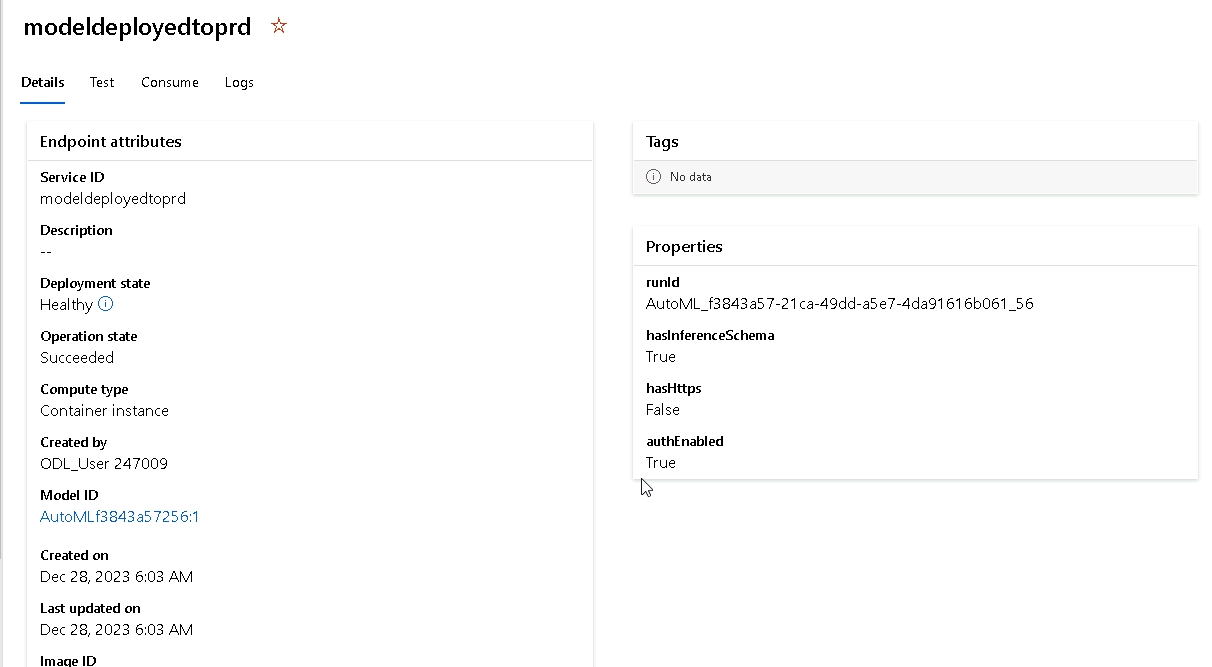 modeldeployedtoprd
Details Test Consume Logs
Endpoint attributes
Service ID
modeldeployedtoprd
Description
--
Deployment state
Healthy
Operation state
Succeeded
Compute type
Container instance
Created by
ODL_User 247009
Model ID
AutoMLf3843a57256:1
Created on
Dec 28, 2023 6:03 AM
Last updated on
Dec 28, 2023 6:03 AM
Image ID
Tags
No data
Properties
runId
AutoML_f3843a57-21ca-49dd-a5e7-4da91616b061_56
hasInferenceSchema
True
hasHttps
False
authEnabled
True